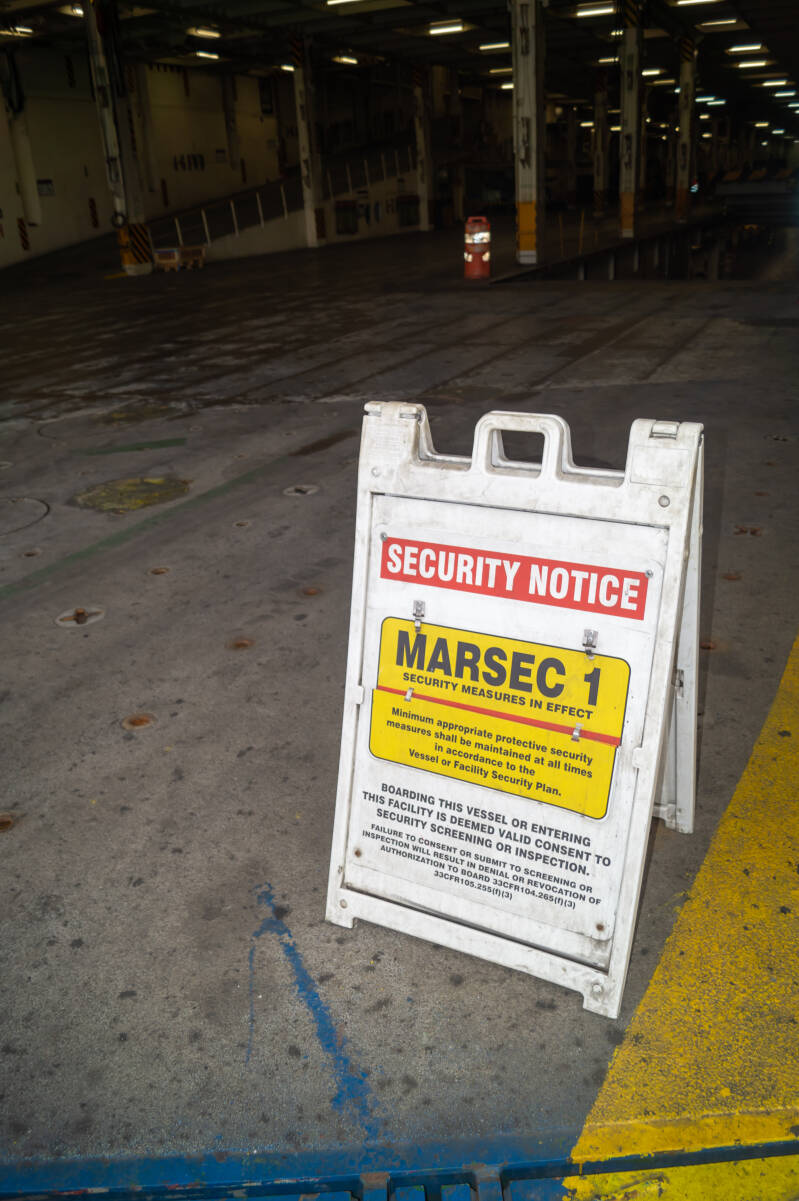 SECURITY NOTICE
MARSEC 1
SECURITY MEASURES IN EFFECT
Minimum appropriate protective security
measures shall be maintained at all times
in accordance to the
Vessel or Facility Security Plan.
BOARDING THIS VESSEL OR ENTERING
THIS FACILITY IS DEEMED VALID CONSENT TO
SECURITY SCREENING OR INSPECTION.
FAILURE TO CONSENT OR SUBMIT TO SCREENING OR
INSPECTION WILL RESULT IN DENIAL OR REVOCATION OF
AUTHORIZATION TO BOARD 33CFR104.265(f)(3)
33CFR105.255(f)(3)